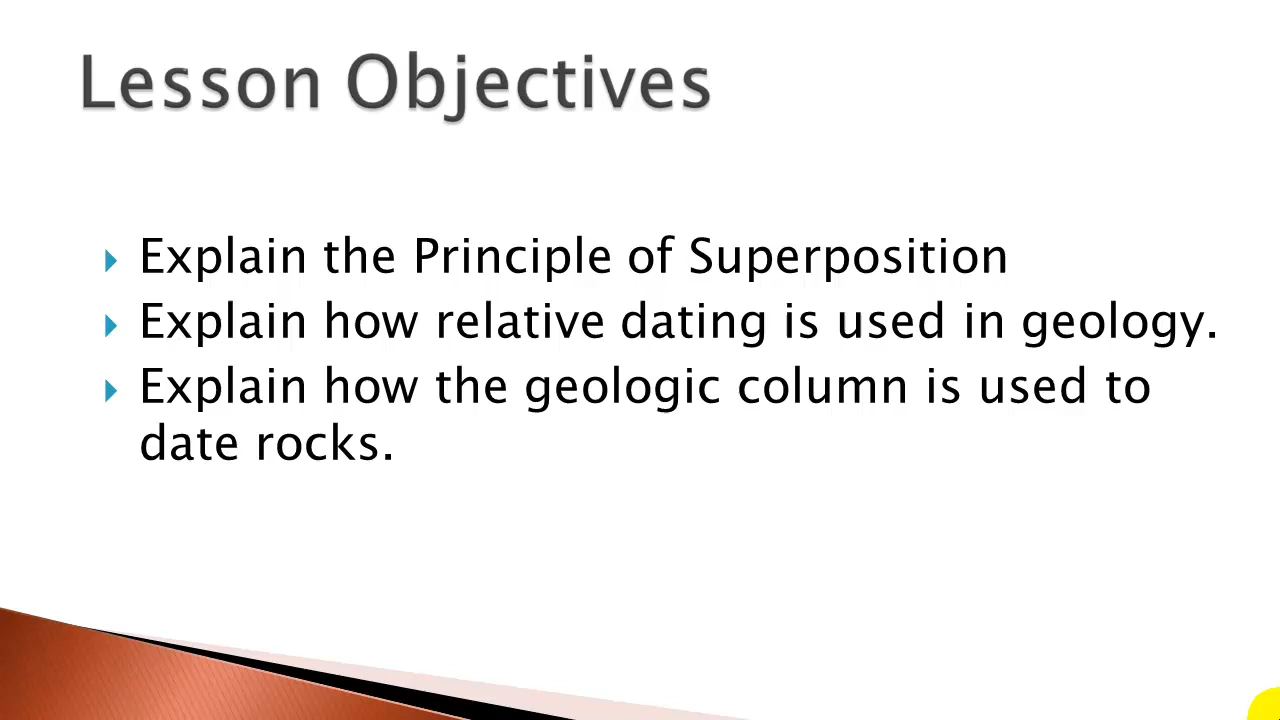 Lesson Objectives
Explain the Principle of Superposition
Explain how relative dating is used in geology.
Explain how the geologic column is used to
date rocks.